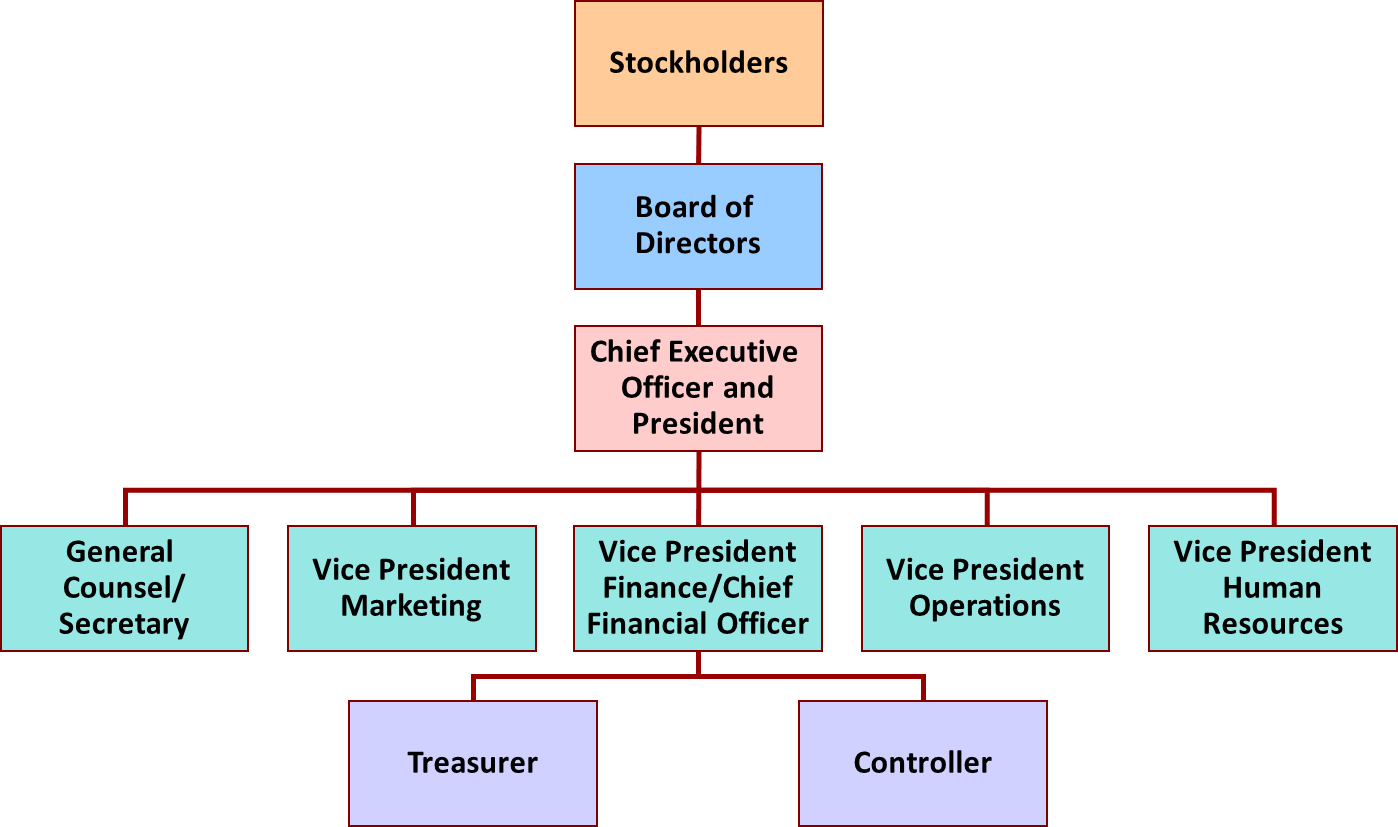 Stockholders
Board of
Directors
Chief Executive
Officer and
President
General
Counsel/
Secretary
Vice President
Marketing
Vice President
Finance/Chief
Financial Officer
Vice President
Operations
Vice President
Human
Resources
Treasurer
Controller